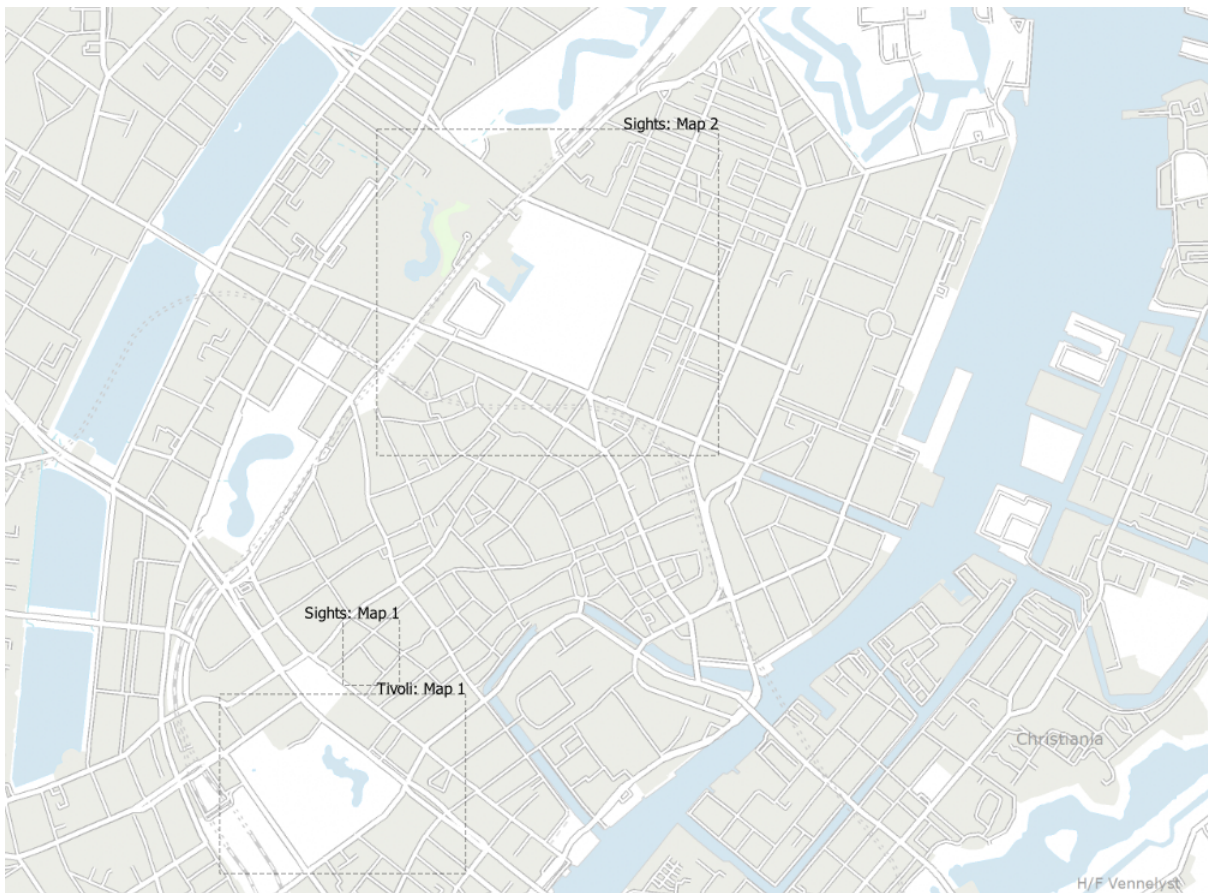 Sights: Map 2
Sights: Map 1
Tivoli: Map 1
Christiania
H/F Vennelyst